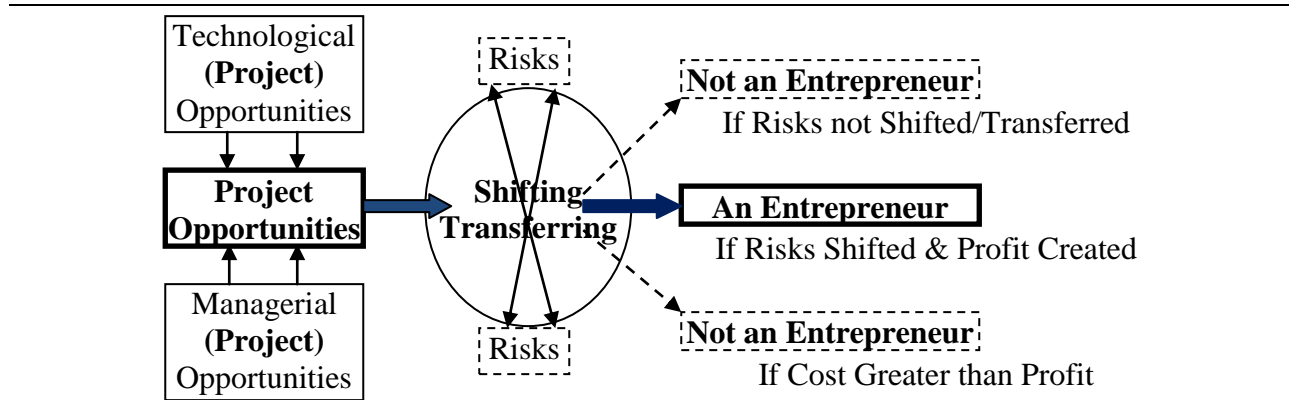 Technological
(Project)
Opportunities
Project
Opportunities
Managerial
(Project)
Opportunities
Risks
Shifting
Transferring
Risks
Not an Entrepreneur
If Risks not Shifted/Transferred
An Entrepreneur
If Risks Shifted & Profit Created
Not an Entrepreneur
If Cost Greater than Profit